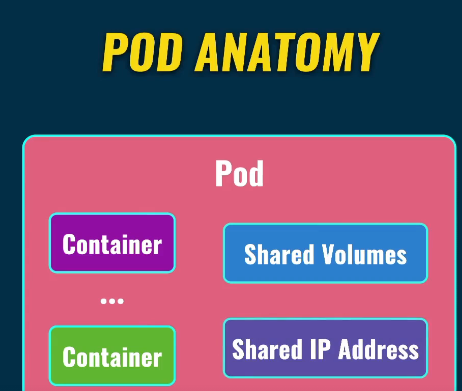 POD ANATOMY
Pod
Container
Shared Volumes
...
Container
Shared IP Address